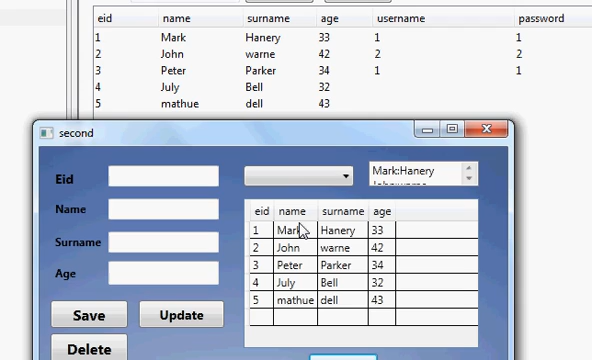 eid name surname age username password
1 Mark Hanery 33 1 1
2 John warne 42 2 2
3 Peter Parker 34 1 1
4 July Bell 32
5 mathue dell 43
second
Eid
Mark:Hanery
John:warne
Name
eid name surname age
1 Mark Hanery 33
2 John warne 42
Surname
3 Peter Parker 34
Age
4 July Bell 32
5 mathue dell 43
Save Update
Delete